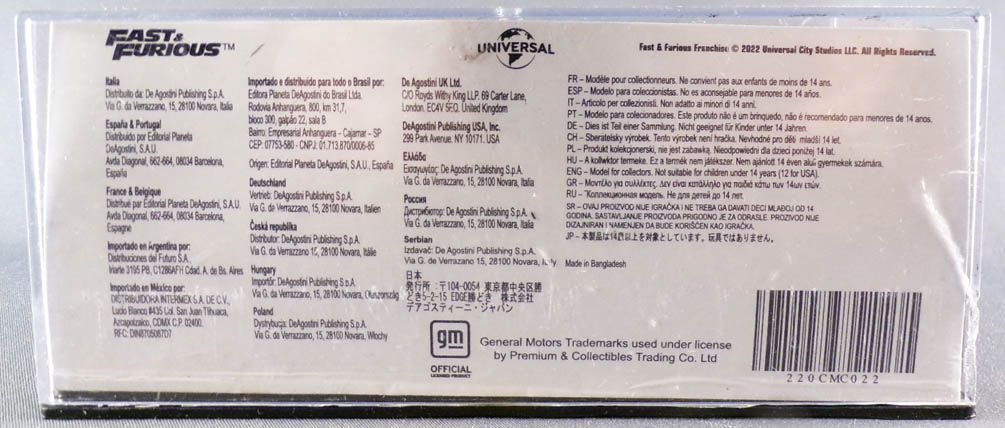 FAST & FURIOUS™
UNIVERSAL
Fast & Furious Franchise © 2022 Universal City Studios LLC. All Rights Reserved.
Italia
Distribuito da: De Agostini Publishing S.p.A.
Via G. da Verrazzano, 15, 28100 Novara, Italia
España & Portugal
Distribuido por Editorial Planeta
DeAgostini, S.A.U.
Avda Diagonal, 662-664, 08034 Barcelona,
España
France & Belgique
Distribué par Editorial Planeta DeAgostini, S.A.U.
Avda Diagonal, 662-664, 08034 Barcelona,
Espagne
Importado en Argentina por:
Distribuciones del Futuro S.A.
Iriarte 3195 PB, C1286AFH Cdad. A. de Bs. Aires
Importado en México por:
DISTRIBUIDORA INTERMEX S.A. DE C.V.,
Lucio Blanco #435 Col. San Juan Tlihuaca,
Azcapotzalco, CDMX C.P. 02400.
RFC: DIN8705087D7
Importado e distribuído para todo o Brasil por:
Editora Planeta DeAgostini do Brasil Ltda.
Rodovia Anhanguera, 800, km 31,7,
bloco 300, galpão 22, sala B
Bairro: Empresarial Anhanguera – Cajamar – SP
CEP: 07753-580 - CNPJ: 01.713.870/0006-85
Origen: Editorial Planeta DeAgostini, S.A.U., España
Deutschland
Vertrieb: DeAgostini Publishing S.p.A.
Via G. da Verrazzano, 15, 28100 Novara, Italien
Česká republika
Distributor: DeAgostini Publishing S.p.A.
Via G. da Verrazzano 15, 28100 Novara, Itálie
Hungary
Importőr: DeAgostini Publishing S.p.A.
Via G. da Verrazzano, 15, 28100 Novara, Olaszország
Poland
Dystrybucja: DeAgostini Publishing S.p.A.
Via G. da Verrazzano, 15, 28100 Novara, Włochy
De Agostini UK Ltd.
C/O Royds Withy King LLP. 69 Carter Lane,
London, EC4V 5EQ. United Kingdom
DeAgostini Publishing USA, Inc.
299 Park Avenue. NY 10171. USA
Ελλάδα
Εισαγωγέας: De Agostini Publishing S.p.A.
Via G. da Verrazzano, 15, 28100 Novara, Italia
Россия
Дистрибютор: De Agostini Publishing S.p.A.
Via G. da Verrazzano, 15, 28100 Novara, Italia
Serbian
Izdavač: De Agostini Publishing S.p.A.
Via G. da Verrazano 15, 28100 Novara, Italy
日本
発行所：〒104-0054 東京都中央区勝
どき5-2-15 EDGE勝どき 株式会社
デアゴスティーニ・ジャパン
FR – Modèle pour collectionneurs. Ne convient pas aux enfants de moins de 14 ans.
ESP – Modelo para coleccionistas. No es aconsejable para menores de 14 años.
IT – Articolo per collezionisti. Non adatto ai minori di 14 anni.
PT – Modelo para colecionadores. Este produto não é um brinquedo, não é recomendado para menores de 14 anos.
DE – Dies ist Teil einer Sammlung. Nicht geeignet für Kinder unter 14 Jahren.
CH – Sberatelsky výrobek. Tento výrobek není hračka. Nevhodné pro děti mladší 14 let.
PL – Produkt kolekcjonerski, nie jest zabawką. Nieodpowiedni dla dzieci poniżej 14 lat.
HU – A kollwktor termeke. Ez a termék nem játékszer. Nem ajánlott 14 éven alul gyermekek számára.
ENG – Model for collectors. Not suitable for children under 14 years (12 for USA).
GR – Μοντέλο για συλλέκτες. Δεν είναι κατάλληλο για παιδιά κάτω των 14ων ετών.
RU – "Коллекционная модель. Не для детей до 14 лет.
SR – OVAJ PROIZVOD NIJE IGRAČKA I NE TREBA GA DAVATI DECI MLAĐOJ OD 14
GODINA. SASTAVLJANJE PROIZVODA PRIGODNO JE ZA ODRASLE. PROIZVOD NIJE
DIZAJNIRAN I NAMENJEN DA BUDE KORIŠĆEN KAO IGRAČKA.
JP – 本製品は14歳以上を対象としています。玩具ではありません。
Made in Bangladesh
gm
OFFICIAL
LICENSED PRODUCT
General Motors Trademarks used under license
by Premium & Collectibles Trading Co. Ltd
220CMC022